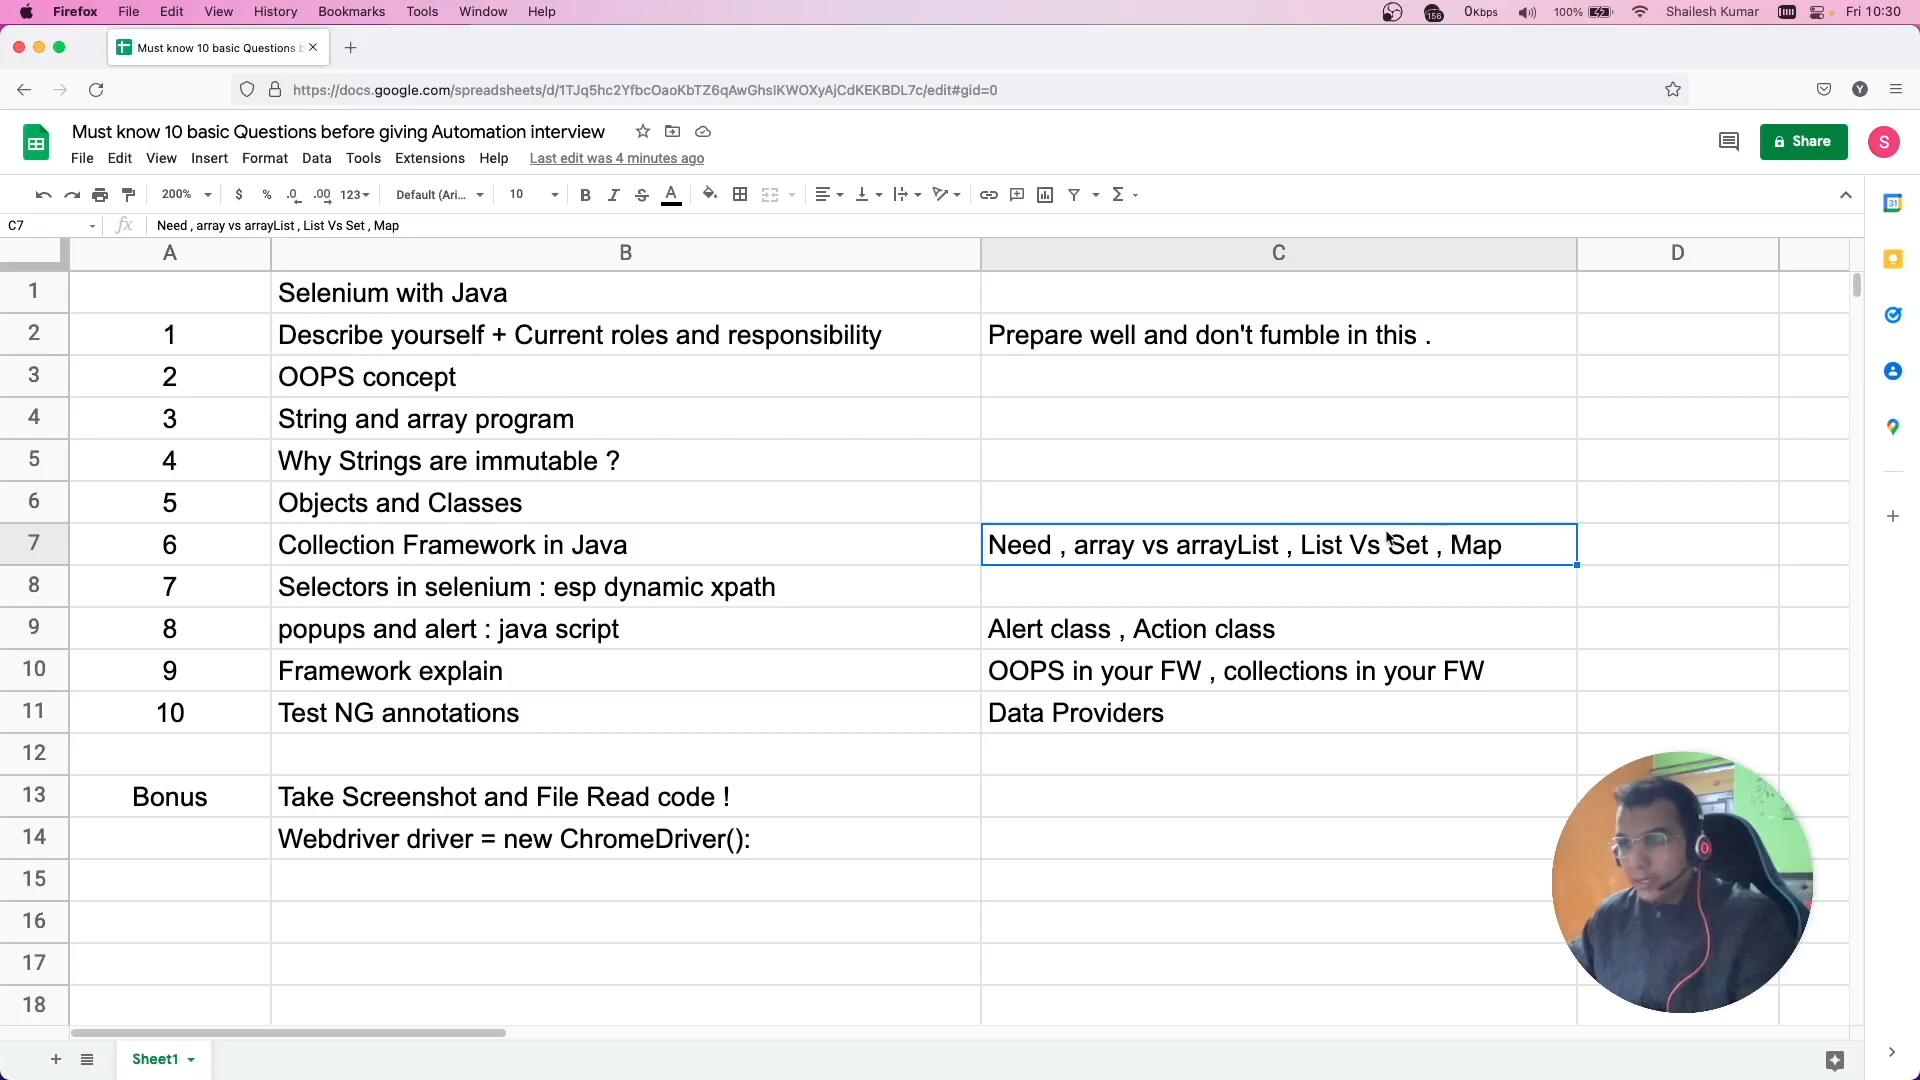 Firefox File Edit View History Bookmarks Tools Window Help 156 0Kbps 100% Shailesh Kumar Fri 10:30
Must know 10 basic Questions b
https://docs.google.com/spreadsheets/d/1TJq5hc2YfbcOaoKbTZ6qAwGhslKWOXyAjCdKEKBDL7c/edit#gid=0 Y
Must know 10 basic Questions before giving Automation interview
Share S
File Edit View Insert Format Data Tools Extensions Help Last edit was 4 minutes ago
200% $ % .0 .00 123 Default (Ari... 10 B I S A Σ 31
C7 fx Need , array vs arrayList , List Vs Set , Map
A B C D
1 Selenium with Java
2 1 Describe yourself + Current roles and responsibility Prepare well and don't fumble in this .
3 2 OOPS concept
4 3 String and array program
5 4 Why Strings are immutable ?
6 5 Objects and Classes
7 6 Collection Framework in Java Need , array vs arrayList , List Vs Set , Map
8 7 Selectors in selenium : esp dynamic xpath
9 8 popups and alert : java script Alert class , Action class
10 9 Framework explain OOPS in your FW , collections in your FW
11 10 Test NG annotations Data Providers
12
13 Bonus Take Screenshot and File Read code !
14 Webdriver driver = new ChromeDriver():
15
16
17
18
Sheet1